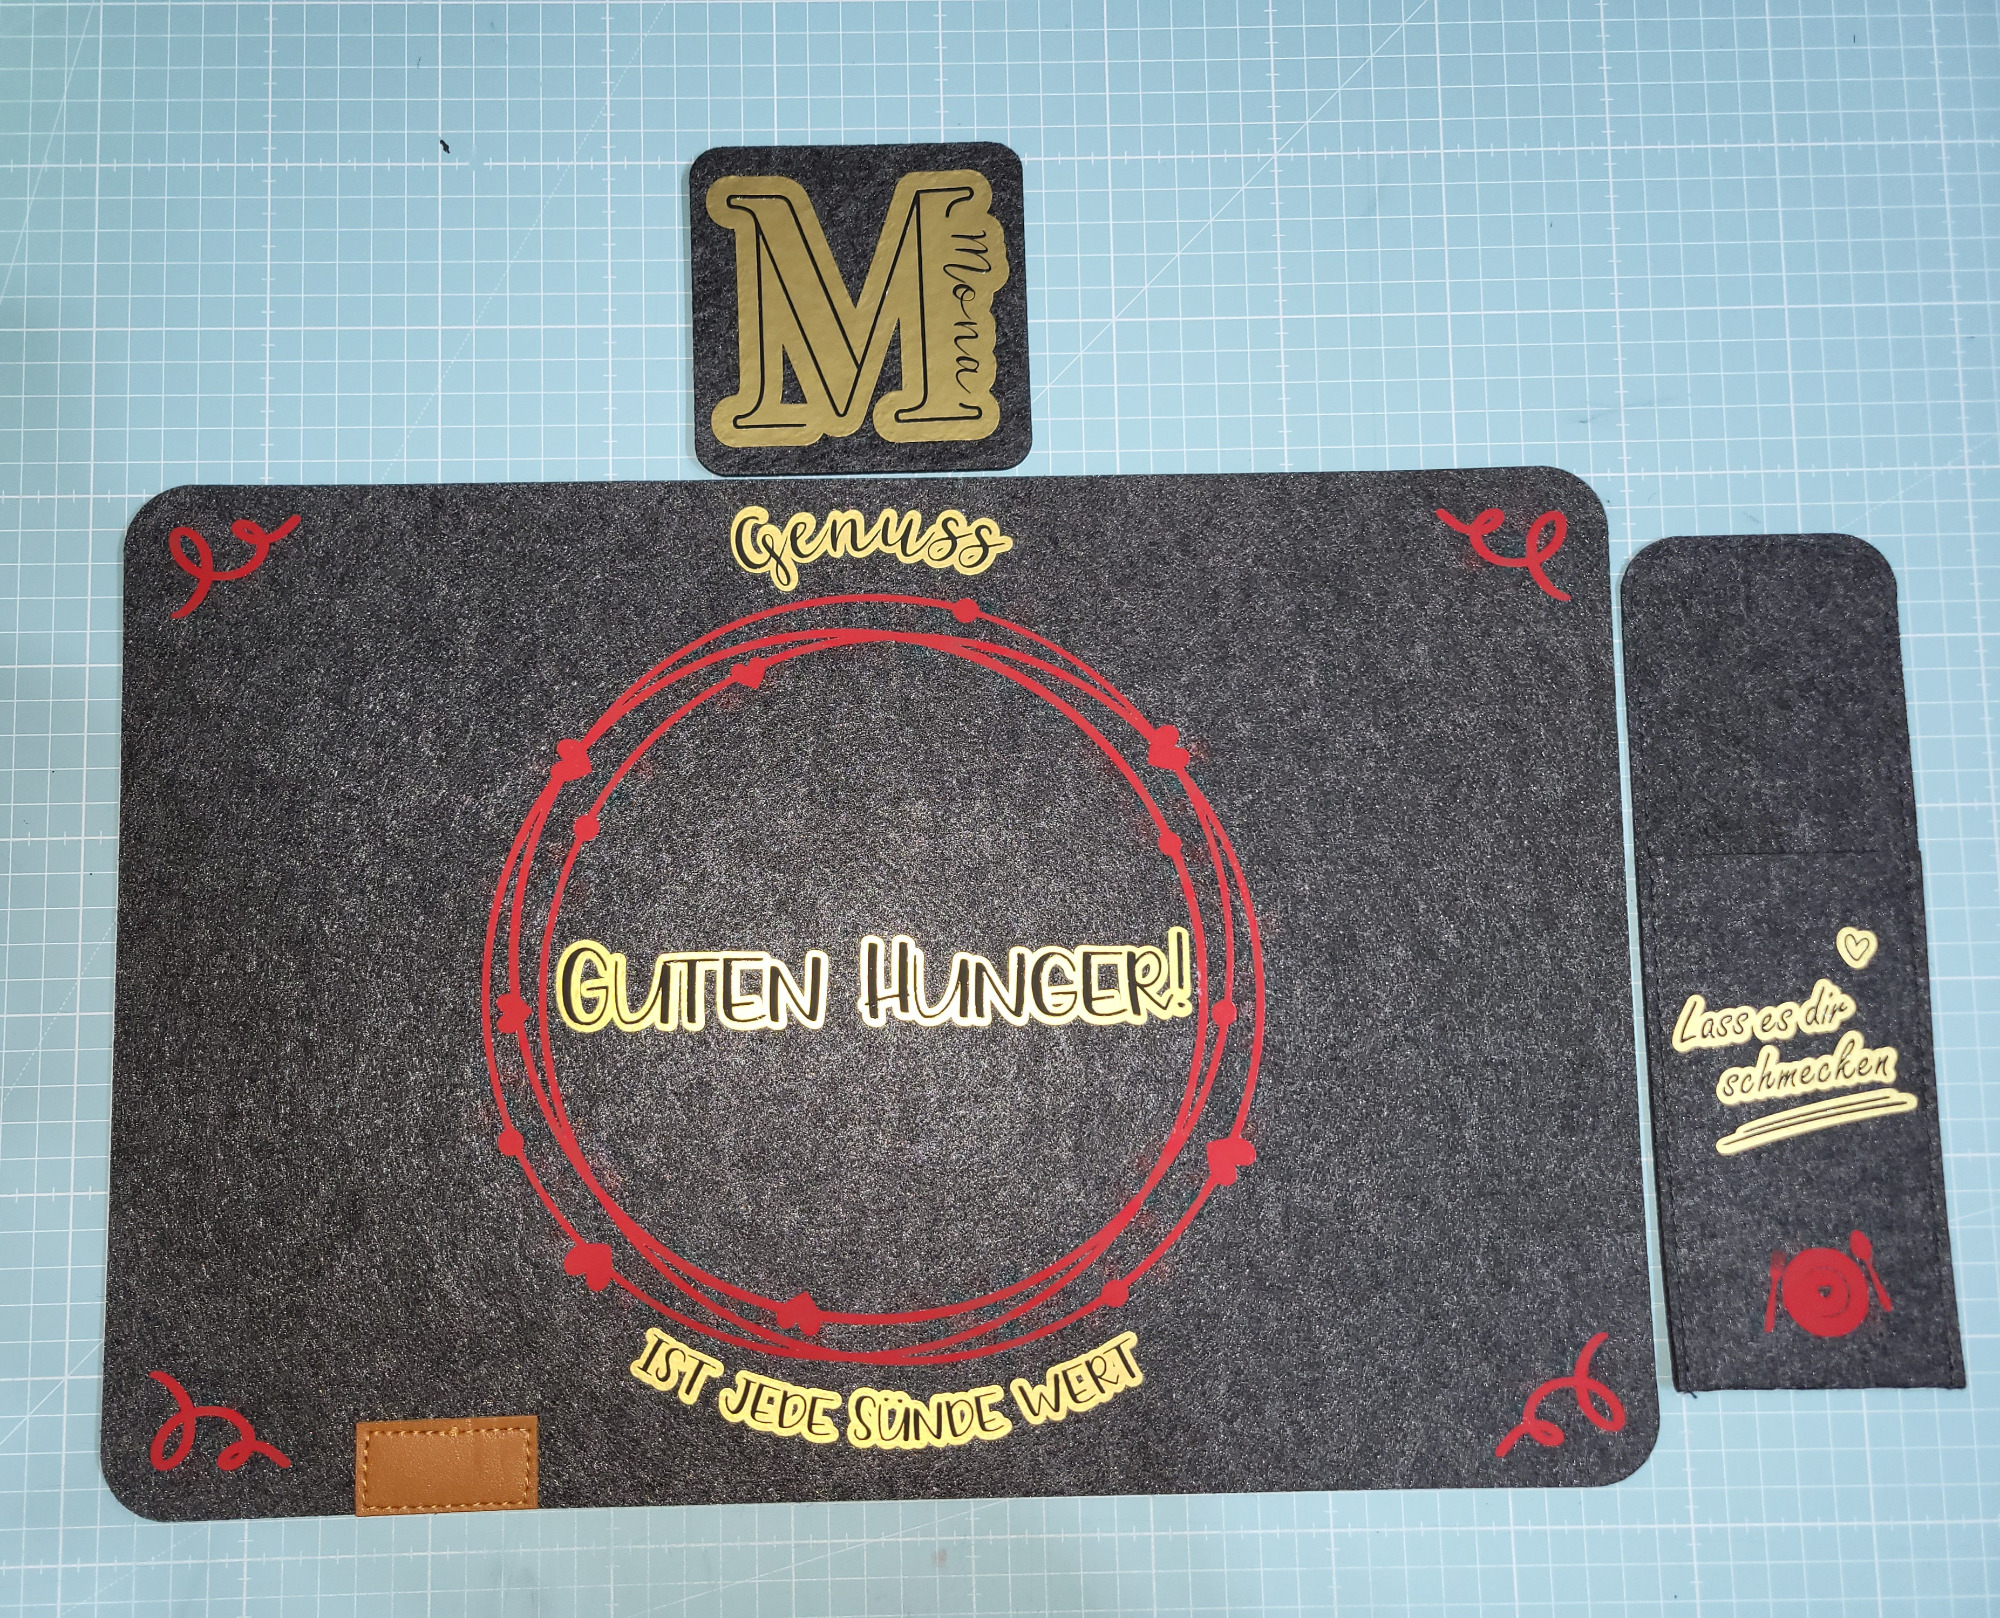 M
Mona
Genuss
GUTEN HUNGER!
IST JEDE SÜNDE WERT
Lass es dir
schmecken